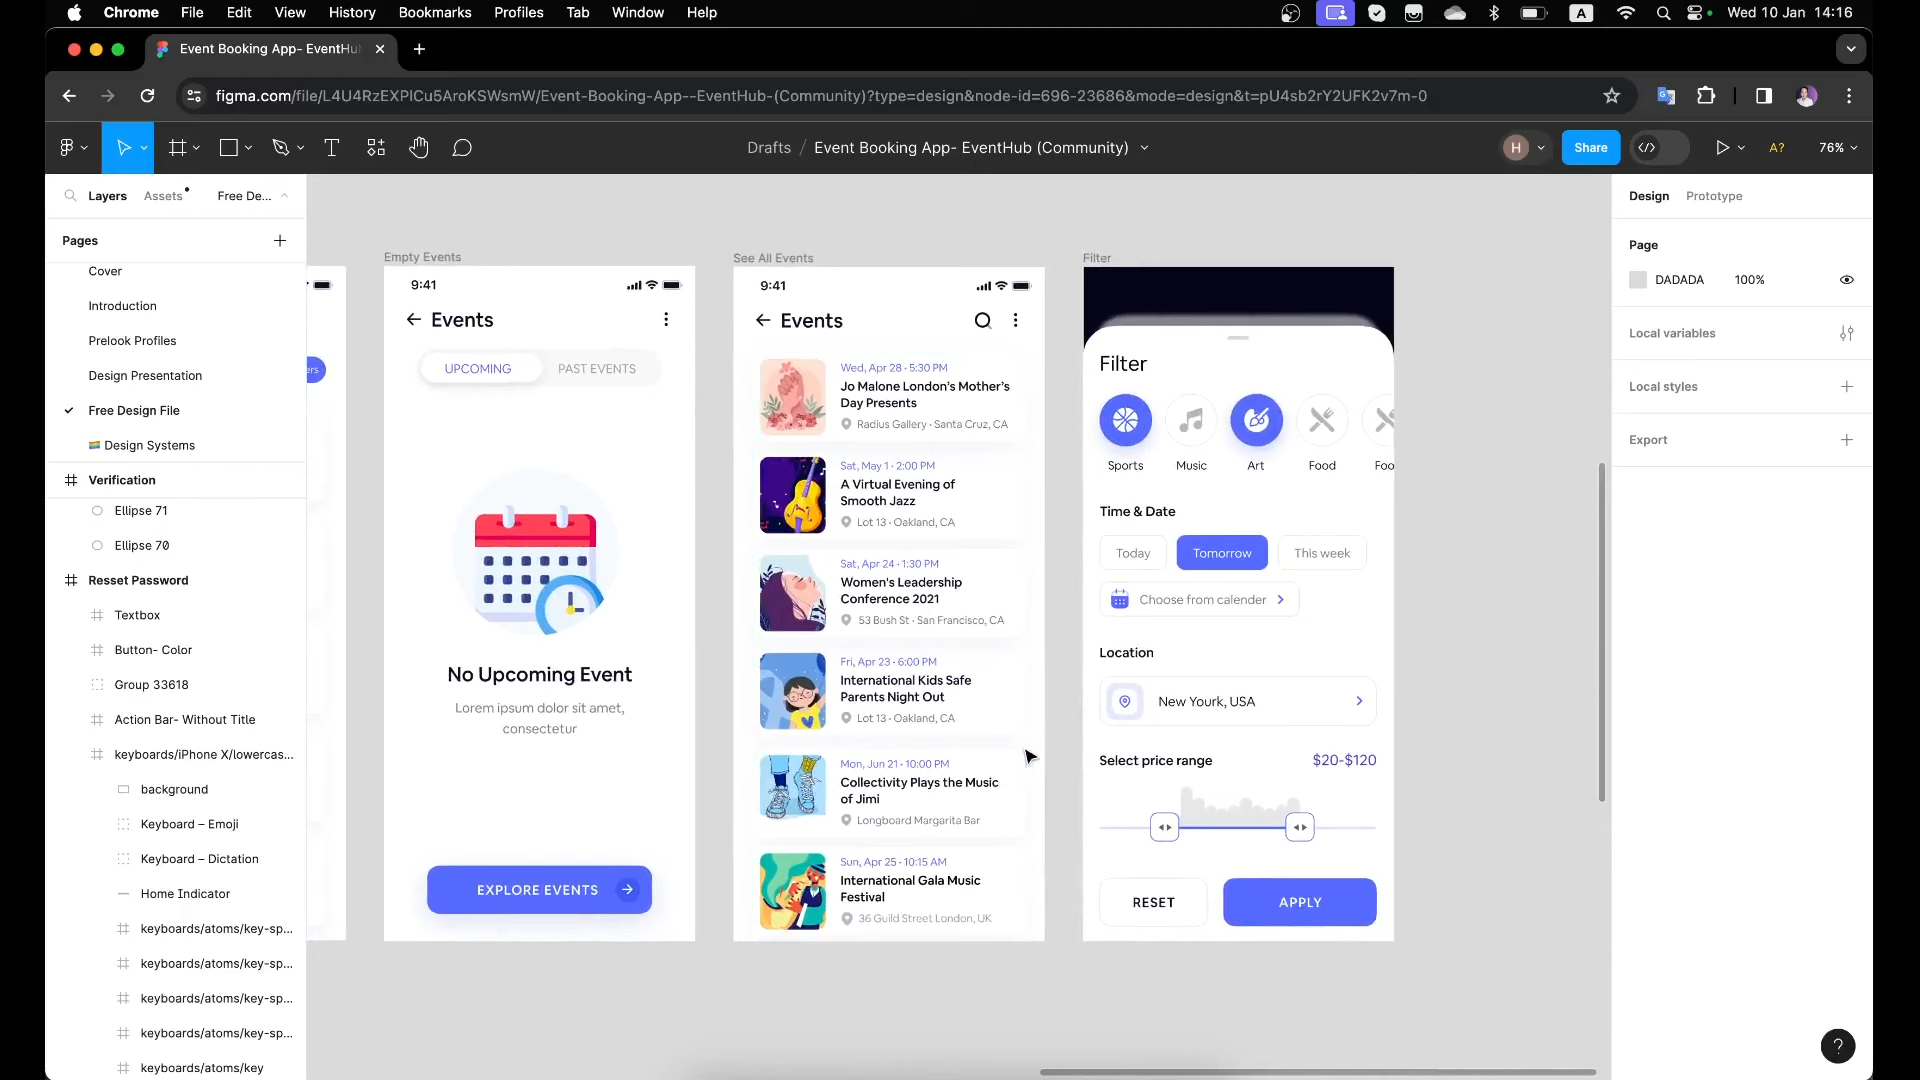 Chrome File Edit View History Bookmarks Profiles Tab Window Help
A
Wed 10 Jan 14:16
Event Booking App- EventHu
figma.com/file/L4U4RzEXPlCu5AroKSWsmW/Event-Booking-App--EventHub-(Community)?type=design&node-id=696-23686&mode=design&t=pU4sb2rY2UFK2v7m-0
Drafts / Event Booking App- EventHub (Community)
H
Share
A?
76%
Layers Assets Free De...
Pages
Cover
Introduction
Prelook Profiles
Design Presentation
Free Design File
Design Systems
Verification
Ellipse 71
Ellipse 70
Resset Password
Textbox
Button- Color
Group 33618
Action Bar- Without Title
keyboards/iPhone X/lowercas...
background
Keyboard – Emoji
Keyboard – Dictation
Home Indicator
keyboards/atoms/key-sp...
keyboards/atoms/key-sp...
keyboards/atoms/key-sp...
keyboards/atoms/key-sp...
keyboards/atoms/key
ers
Empty Events
9:41
Events
UPCOMING PAST EVENTS
No Upcoming Event
Lorem ipsum dolor sit amet,
consectetur
EXPLORE EVENTS
See All Events
9:41
Events
Wed, Apr 28 · 5:30 PM
Jo Malone London's Mother's
Day Presents
Radius Gallery · Santa Cruz, CA
Sat, May 1 · 2:00 PM
A Virtual Evening of
Smooth Jazz
Lot 13 · Oakland, CA
Sat, Apr 24 · 1:30 PM
Women's Leadership
Conference 2021
53 Bush St · San Francisco, CA
Fri, Apr 23 · 6:00 PM
International Kids Safe
Parents Night Out
Lot 13 · Oakland, CA
Mon, Jun 21 · 10:00 PM
Collectivity Plays the Music
of Jimi
Longboard Margarita Bar
Sun, Apr 25 · 10:15 AM
International Gala Music
Festival
36 Guild Street London, UK
Filter
Filter
Sports Music Art Food Foo
Time & Date
Today Tomorrow This week
Choose from calender
Location
New Yourk, USA
Select price range $20-$120
RESET APPLY
Design Prototype
Page
DADADA 100%
Local variables
Local styles
Export
?